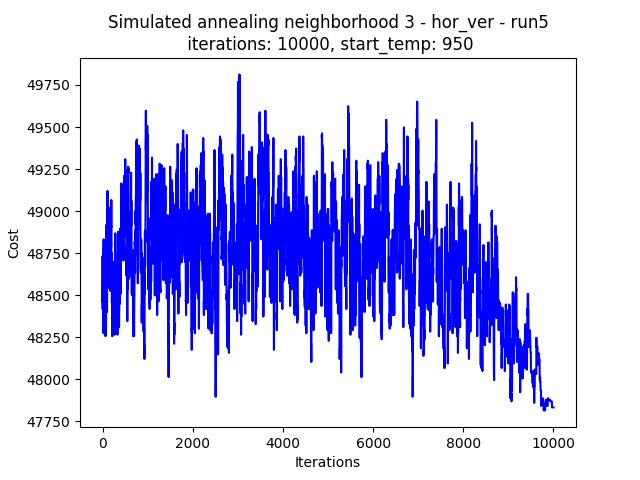 Simulated annealing neighborhood 3 - hor_ver - run5
iterations: 10000, start_temp: 950
49750
49500
49250
49000
48750
48500
48250
48000
47750
Cost
0 2000 4000 6000 8000 10000
Iterations